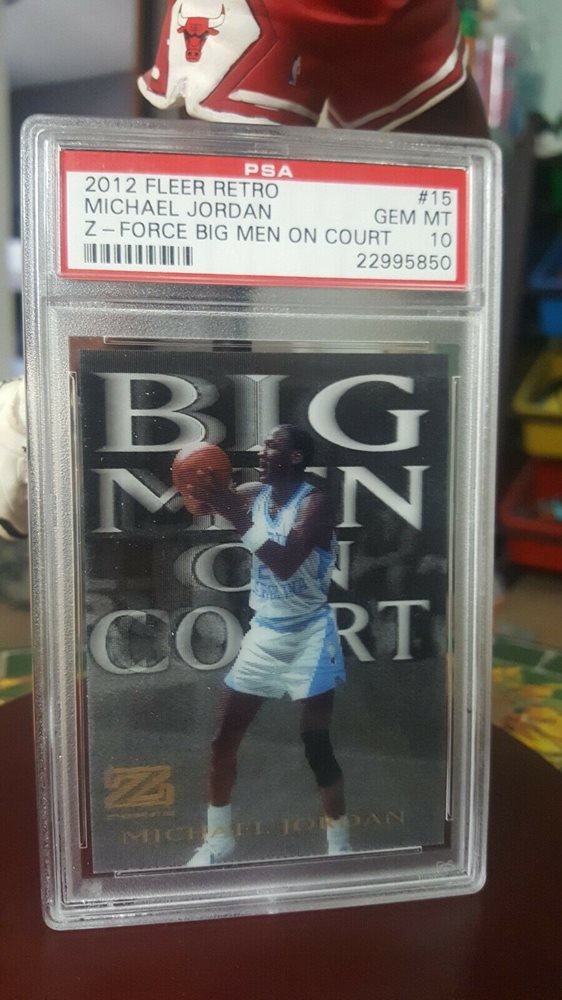 PSA
2012 FLEER RETRO #15
MICHAEL JORDAN GEM MT
Z-FORCE BIG MEN ON COURT 10
22995850
BIG
MEN
ON
COURT
Z
MICHAEL JORDAN